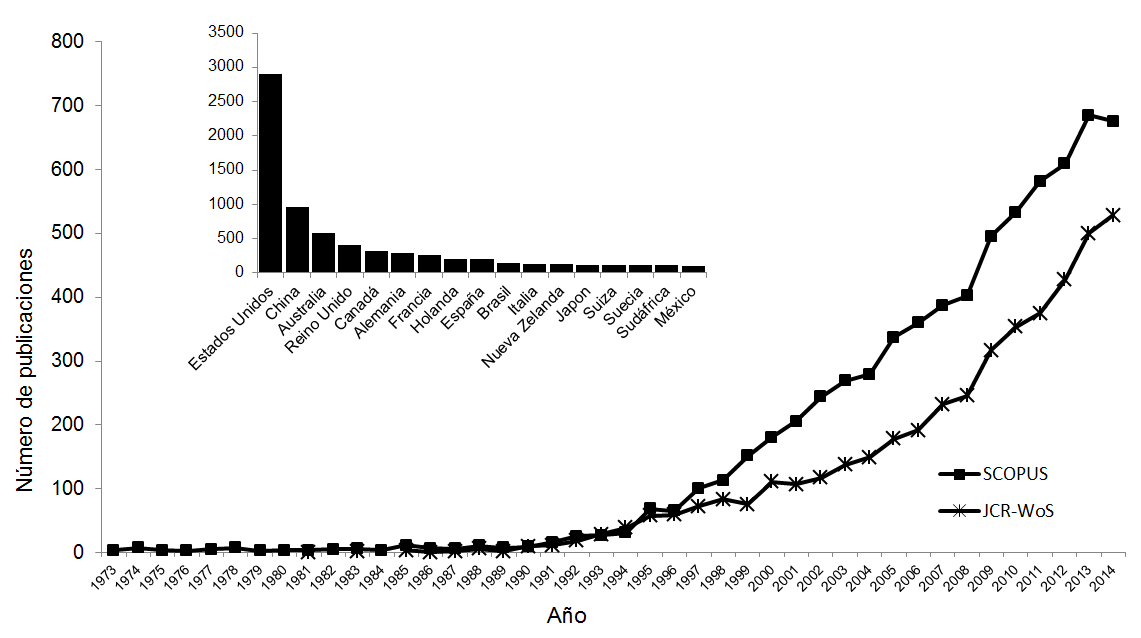 3500
3000
2500
2000
1500
1000
500
0
Estados Unidos
China
Australia
Reino Unido
Canadá
Alemania
Francia
Holanda
España
Brasil
Italia
Nueva Zelanda
Japon
Suiza
Suecia
Sudáfrica
México
800
700
600
500
400
300
200
100
0
Número de publicaciones
SCOPUS
JCR-WoS
1973
1974
1975
1976
1977
1978
1979
1980
1981
1982
1983
1984
1985
1986
1987
1988
1989
1990
1991
1992
1993
1994
1995
1996
1997
1998
1999
2000
2001
2002
2003
2004
2005
2006
2007
2008
2009
2010
2011
2012
2013
2014
Año